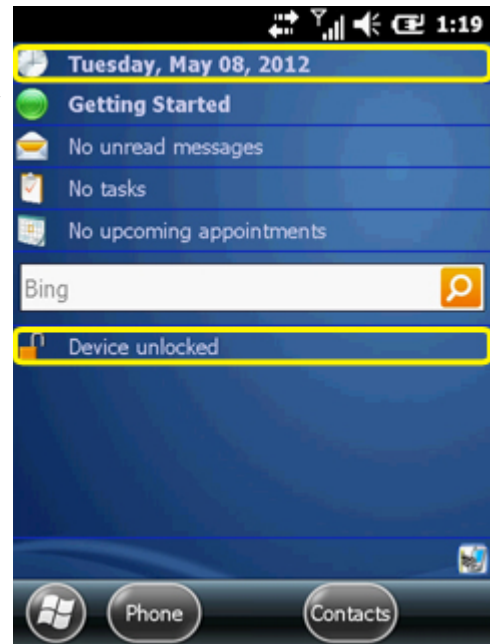 1:19
Tuesday, May 08, 2012
Getting Started
No unread messages
No tasks
No upcoming appointments
Bing
Device unlocked
Phone
Contacts